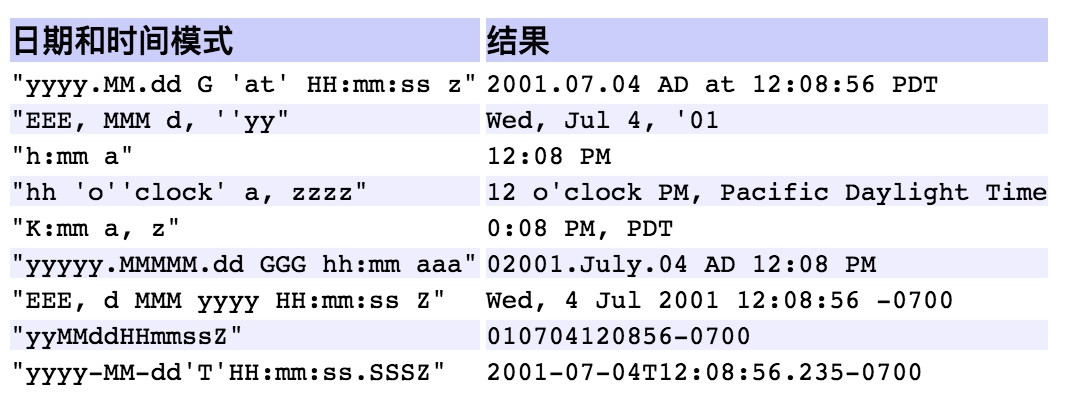 日期和时间模式 结果
"yyyy.MM.dd G 'at' HH:mm:ss z" 2001.07.04 AD at 12:08:56 PDT
"EEE, MMM d, ''yy" Wed, Jul 4, '01
"h:mm a" 12:08 PM
"hh 'o''clock' a, zzzz" 12 o'clock PM, Pacific Daylight Time
"K:mm a, z" 0:08 PM, PDT
"yyyyy.MMMMM.dd GGG hh:mm aaa" 02001.July.04 AD 12:08 PM
"EEE, d MMM yyyy HH:mm:ss Z" Wed, 4 Jul 2001 12:08:56 -0700
"yyMMddHHmmssZ" 010704120856-0700
"yyyy-MM-dd'T'HH:mm:ss.SSSZ" 2001-07-04T12:08:56.235-0700